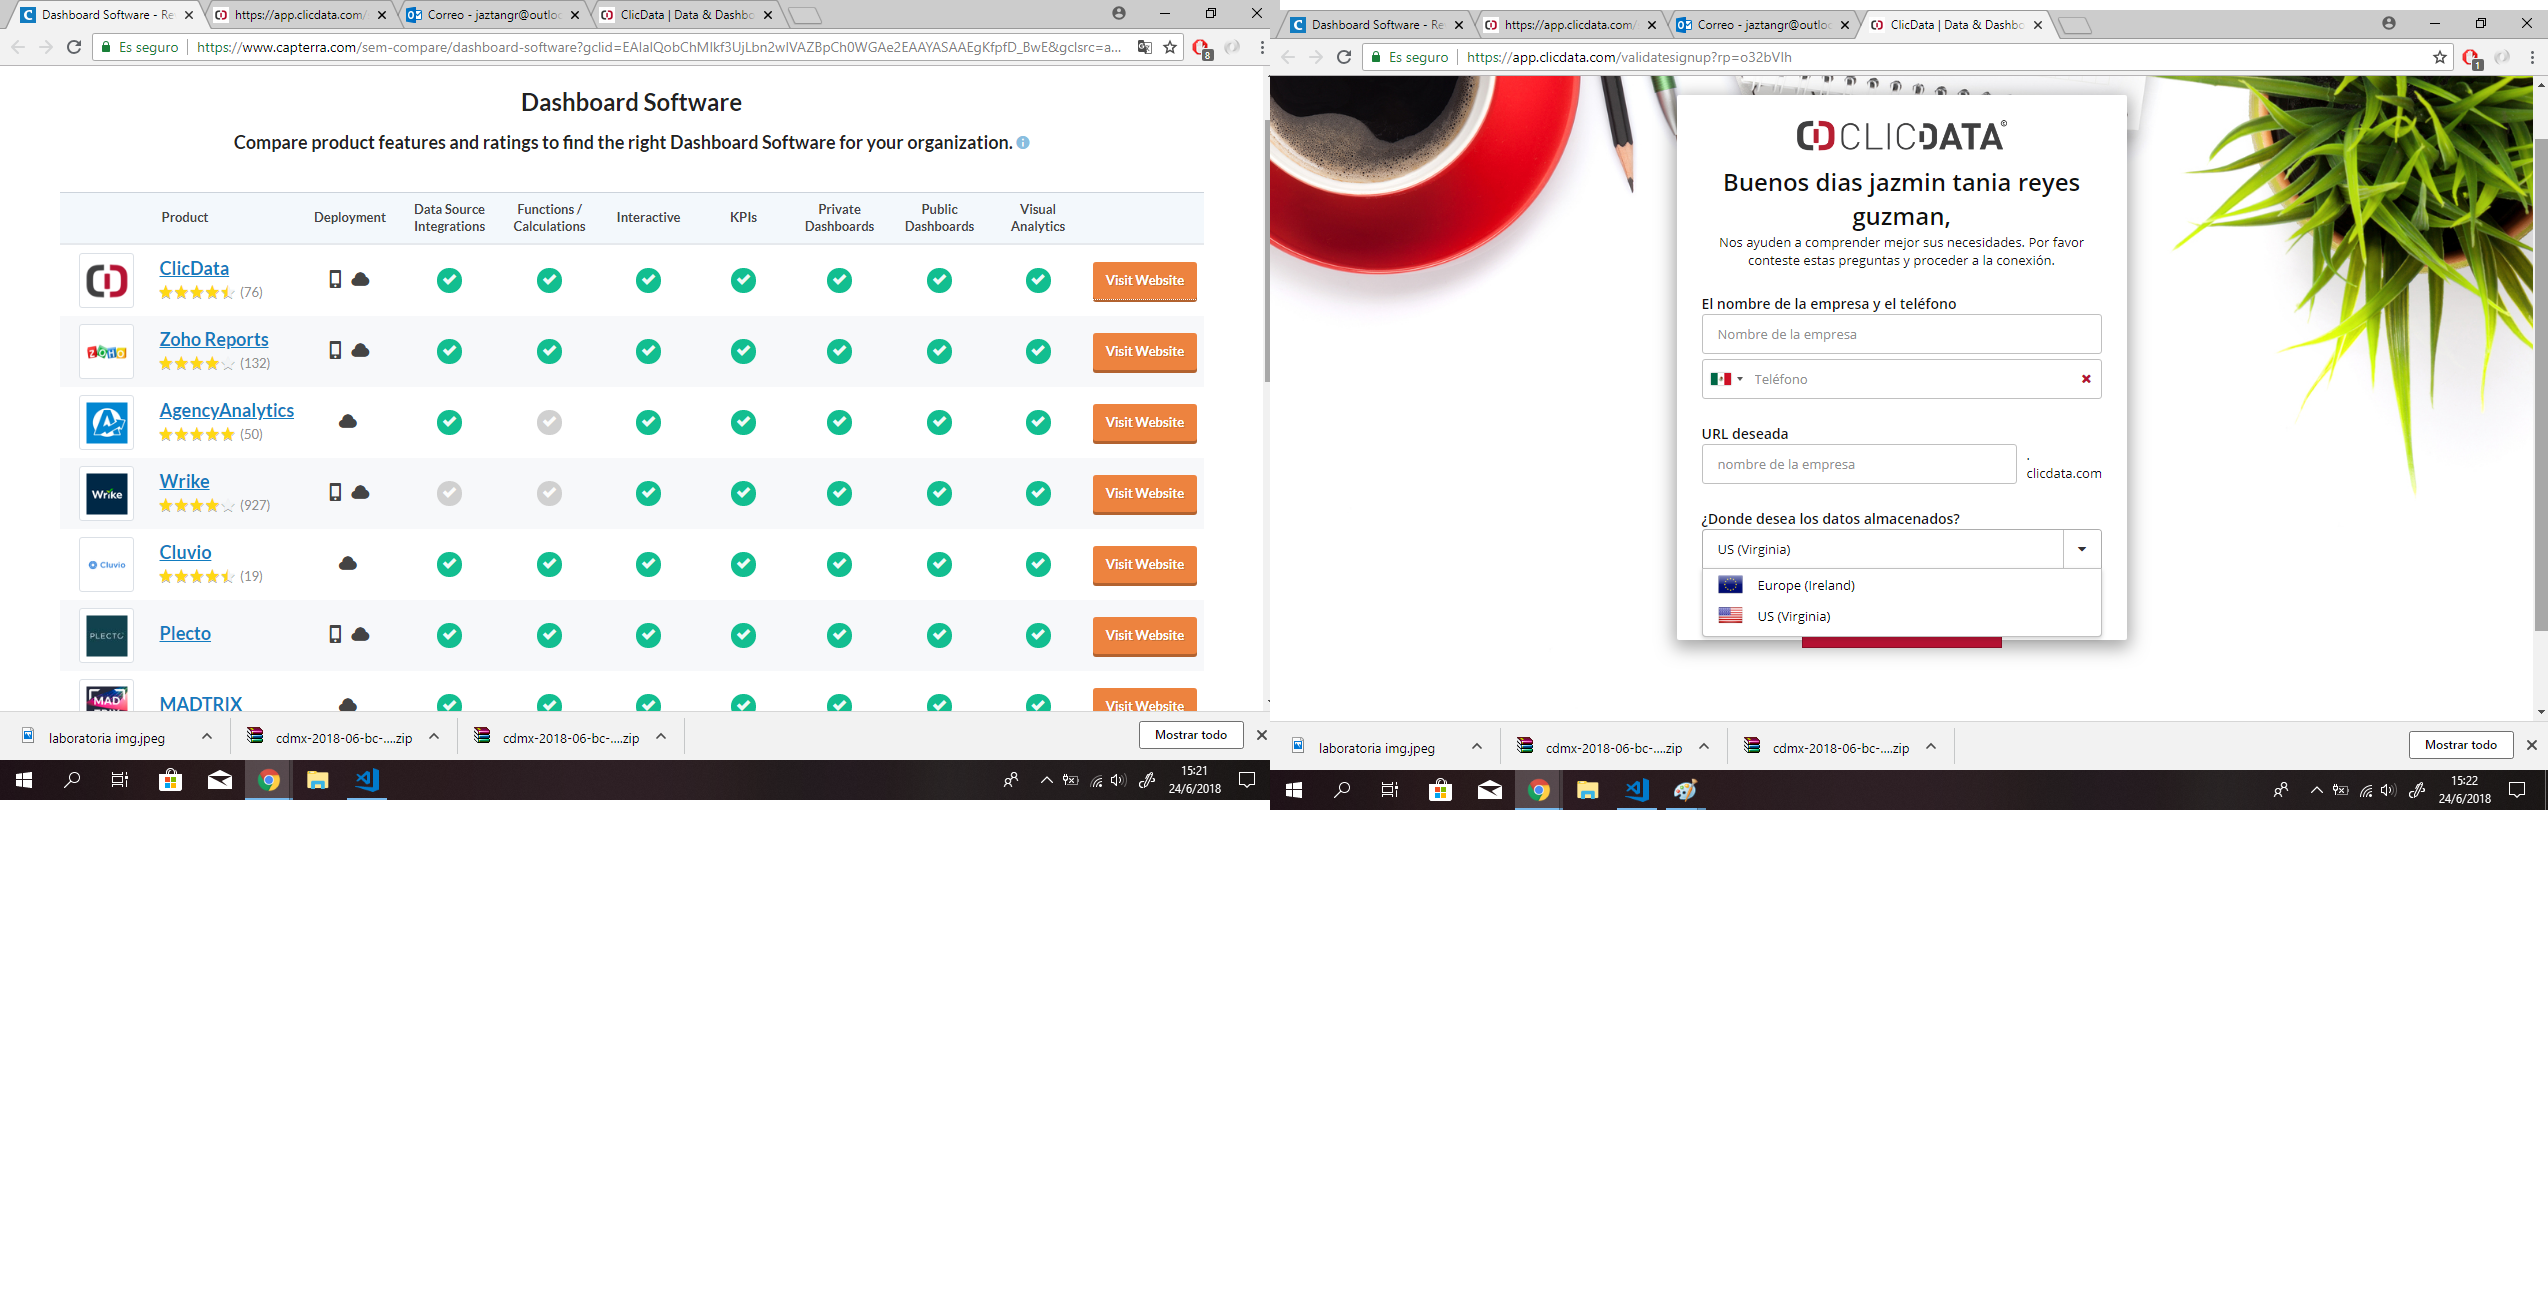 Dashboard Software - Re
https://app.clicdata.com/
Correo - jaztangr@outloo
ClicData | Data & Dashbo
Es seguro
https://www.capterra.com/sem-compare/dashboard-software?gclid=EAIaIQobChMIkf3UjLbn2wIVAZBpCh0WGAe2EAAYASAAEgKfpfD_BwE&gclsrc=a...
8
Dashboard Software
Compare product features and ratings to find the right Dashboard Software for your organization.
Product
Deployment
Data Source Integrations
Functions / Calculations
Interactive
KPIs
Private Dashboards
Public Dashboards
Visual Analytics
ClicData
(76)
Visit Website
ZOHO
Zoho Reports
(132)
Visit Website
AgencyAnalytics
(50)
Visit Website
Wrike
Wrike
(927)
Visit Website
Cluvio
Cluvio
(19)
Visit Website
PLECTO
Plecto
Visit Website
MAD
MADTRIX
Visit Website
laboratoria img.jpeg
cdmx-2018-06-bc-....zip
cdmx-2018-06-bc-....zip
Mostrar todo
15:21
24/6/2018
Dashboard Software - Re
https://app.clicdata.com/
Correo - jaztangr@outloo
ClicData | Data & Dashbo
Es seguro
https://app.clicdata.com/validatesignup?rp=o32bVIh
1
CLICDATA
Buenos dias jazmin tania reyes
guzman,
Nos ayuden a comprender mejor sus necesidades. Por favor
conteste estas preguntas y proceder a la conexión.
El nombre de la empresa y el teléfono
Nombre de la empresa
Teléfono
URL deseada
nombre de la empresa
.
clicdata.com
¿Donde desea los datos almacenados?
US (Virginia)
Europe (Ireland)
US (Virginia)
laboratoria img.jpeg
cdmx-2018-06-bc-....zip
cdmx-2018-06-bc-....zip
Mostrar todo
15:22
24/6/2018